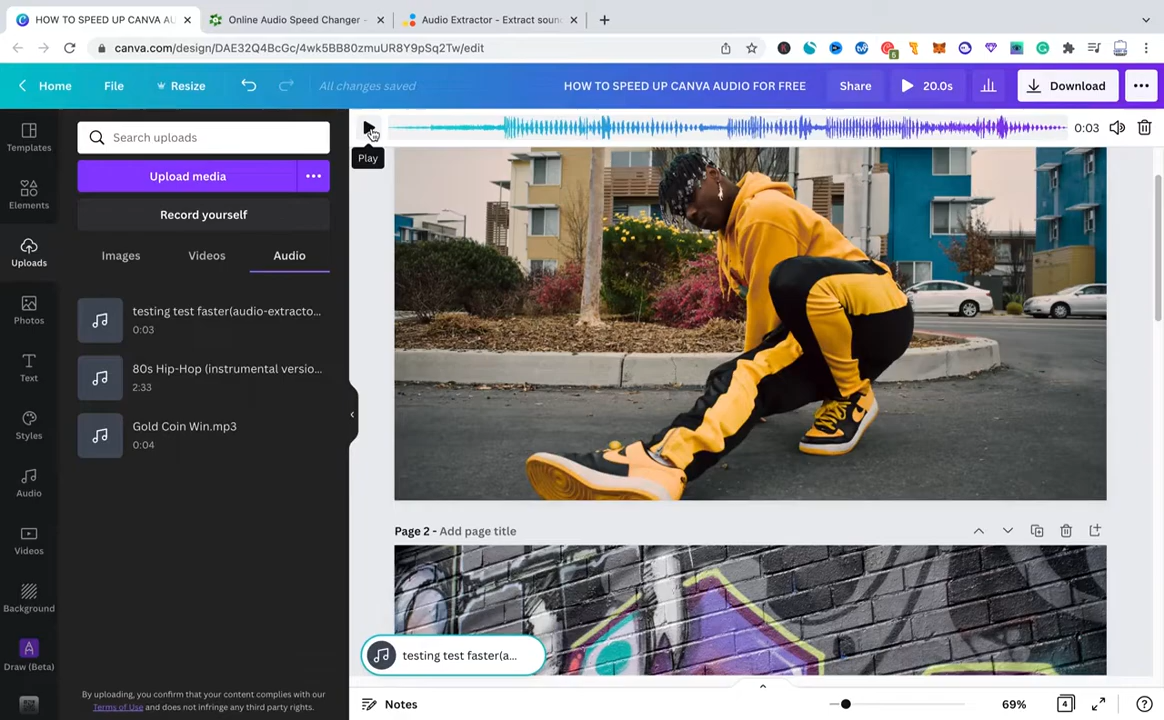 HOW TO SPEED UP CANVA AU
Online Audio Speed Changer -
Audio Extractor - Extract soun
canva.com/design/DAE32Q4BcGc/4wk5BB80zmuUR8Y9pSq2Tw/edit
Home
File
Resize
All changes saved
HOW TO SPEED UP CANVA AUDIO FOR FREE
Share
20.0s
Download
Templates
Elements
Uploads
Photos
Text
Styles
Audio
Videos
Background
Draw (Beta)
Search uploads
Upload media
Record yourself
Images
Videos
Audio
testing test faster(audio-extracto...
0:03
80s Hip-Hop (instrumental versio...
2:33
Gold Coin Win.mp3
0:04
By uploading, you confirm that your content complies with our
Terms of Use and does not infringe any third party rights.
Play
0:03
Page 2 - Add page title
testing test faster(a...
Notes
69%
4